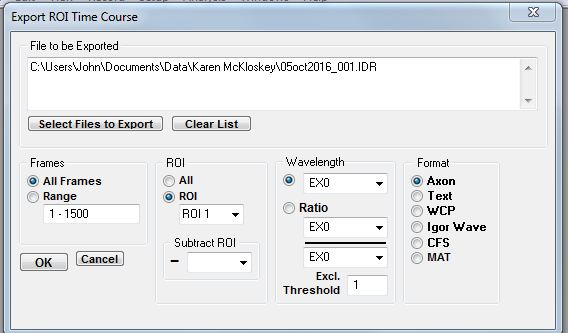 Export ROI Time Course
File to be Exported
C:\Users\John\Documents\Data\Karen McKloskey\05oct2016_001.IDR
Select Files to Export
Clear List
Frames
All Frames
Range
1 - 1500
OK
Cancel
ROI
All
ROI
ROI 1
Subtract ROI
–
Wavelength
EX0
Ratio
EX0
EX0
Excl.
Threshold
1
Format
Axon
Text
WCP
Igor Wave
CFS
MAT